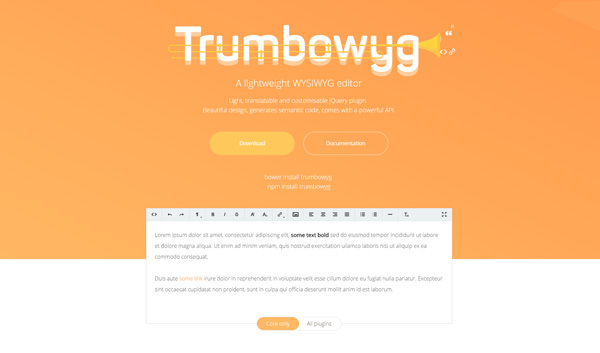 Trumbowyg
A lightweight WYSIWYG editor
Light, translatable and customisable jQuery plugin.
Beautiful design, generates semantic code, comes with a powerful API.
Download
Documentation
bower install trumbowyg
npm install trumbowyg
Lorem ipsum dolor sit amet, consectetur adipiscing elit, some text bold sed do eiusmod tempor incididunt ut labore et
dolore magna aliqua. Ut enim ad minim veniam, quis nostrud exercitation ullamco laboris nisi ut aliquip ex ea
commodo consequat.
Duis aute some link irure dolor in reprehenderit in voluptate velit esse cillum dolore eu fugiat nulla pariatur. Excepteur
sint occaecat cupidatat non proident, sunt in culpa qui officia deserunt mollit anim id est laborum.
Core only
All plugins